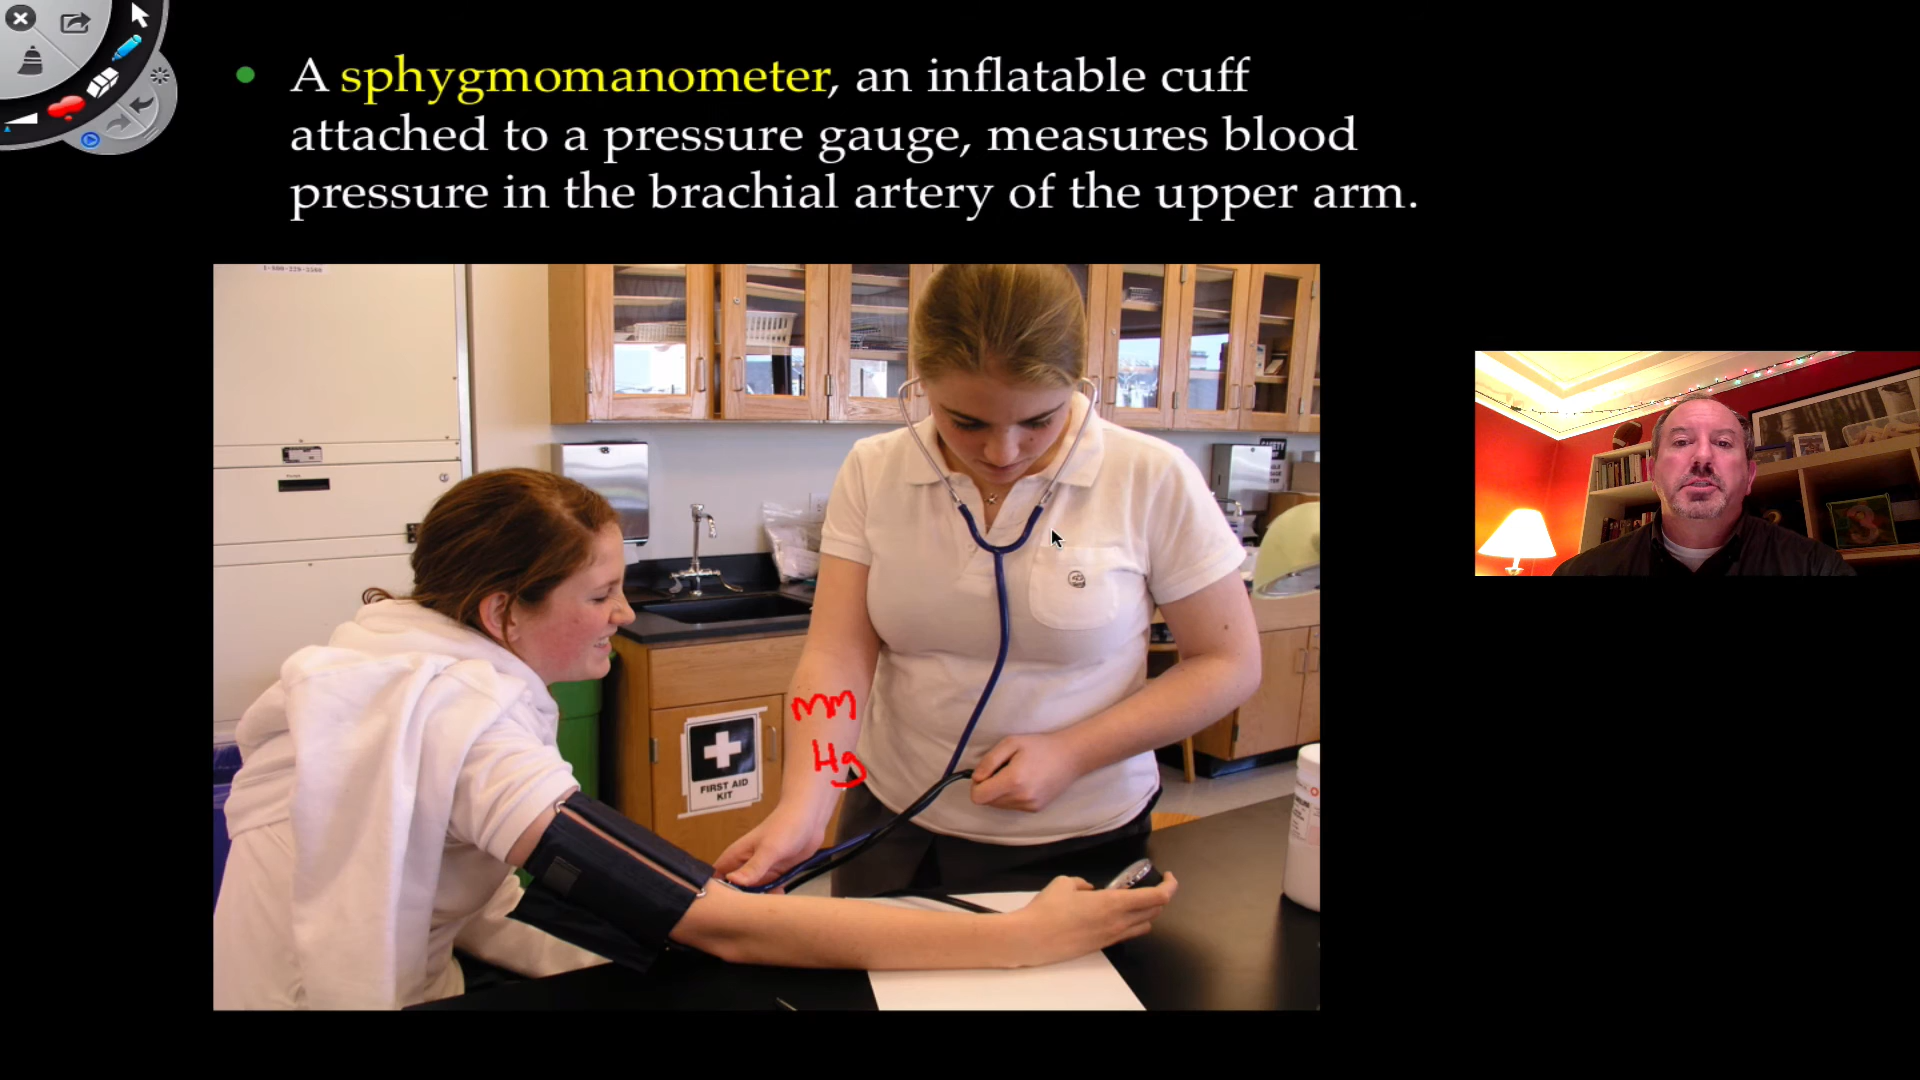 A sphygmomanometer, an inflatable cuff
attached to a pressure gauge, measures blood
pressure in the brachial artery of the upper arm.
mm
Hg
FIRST AID
KIT